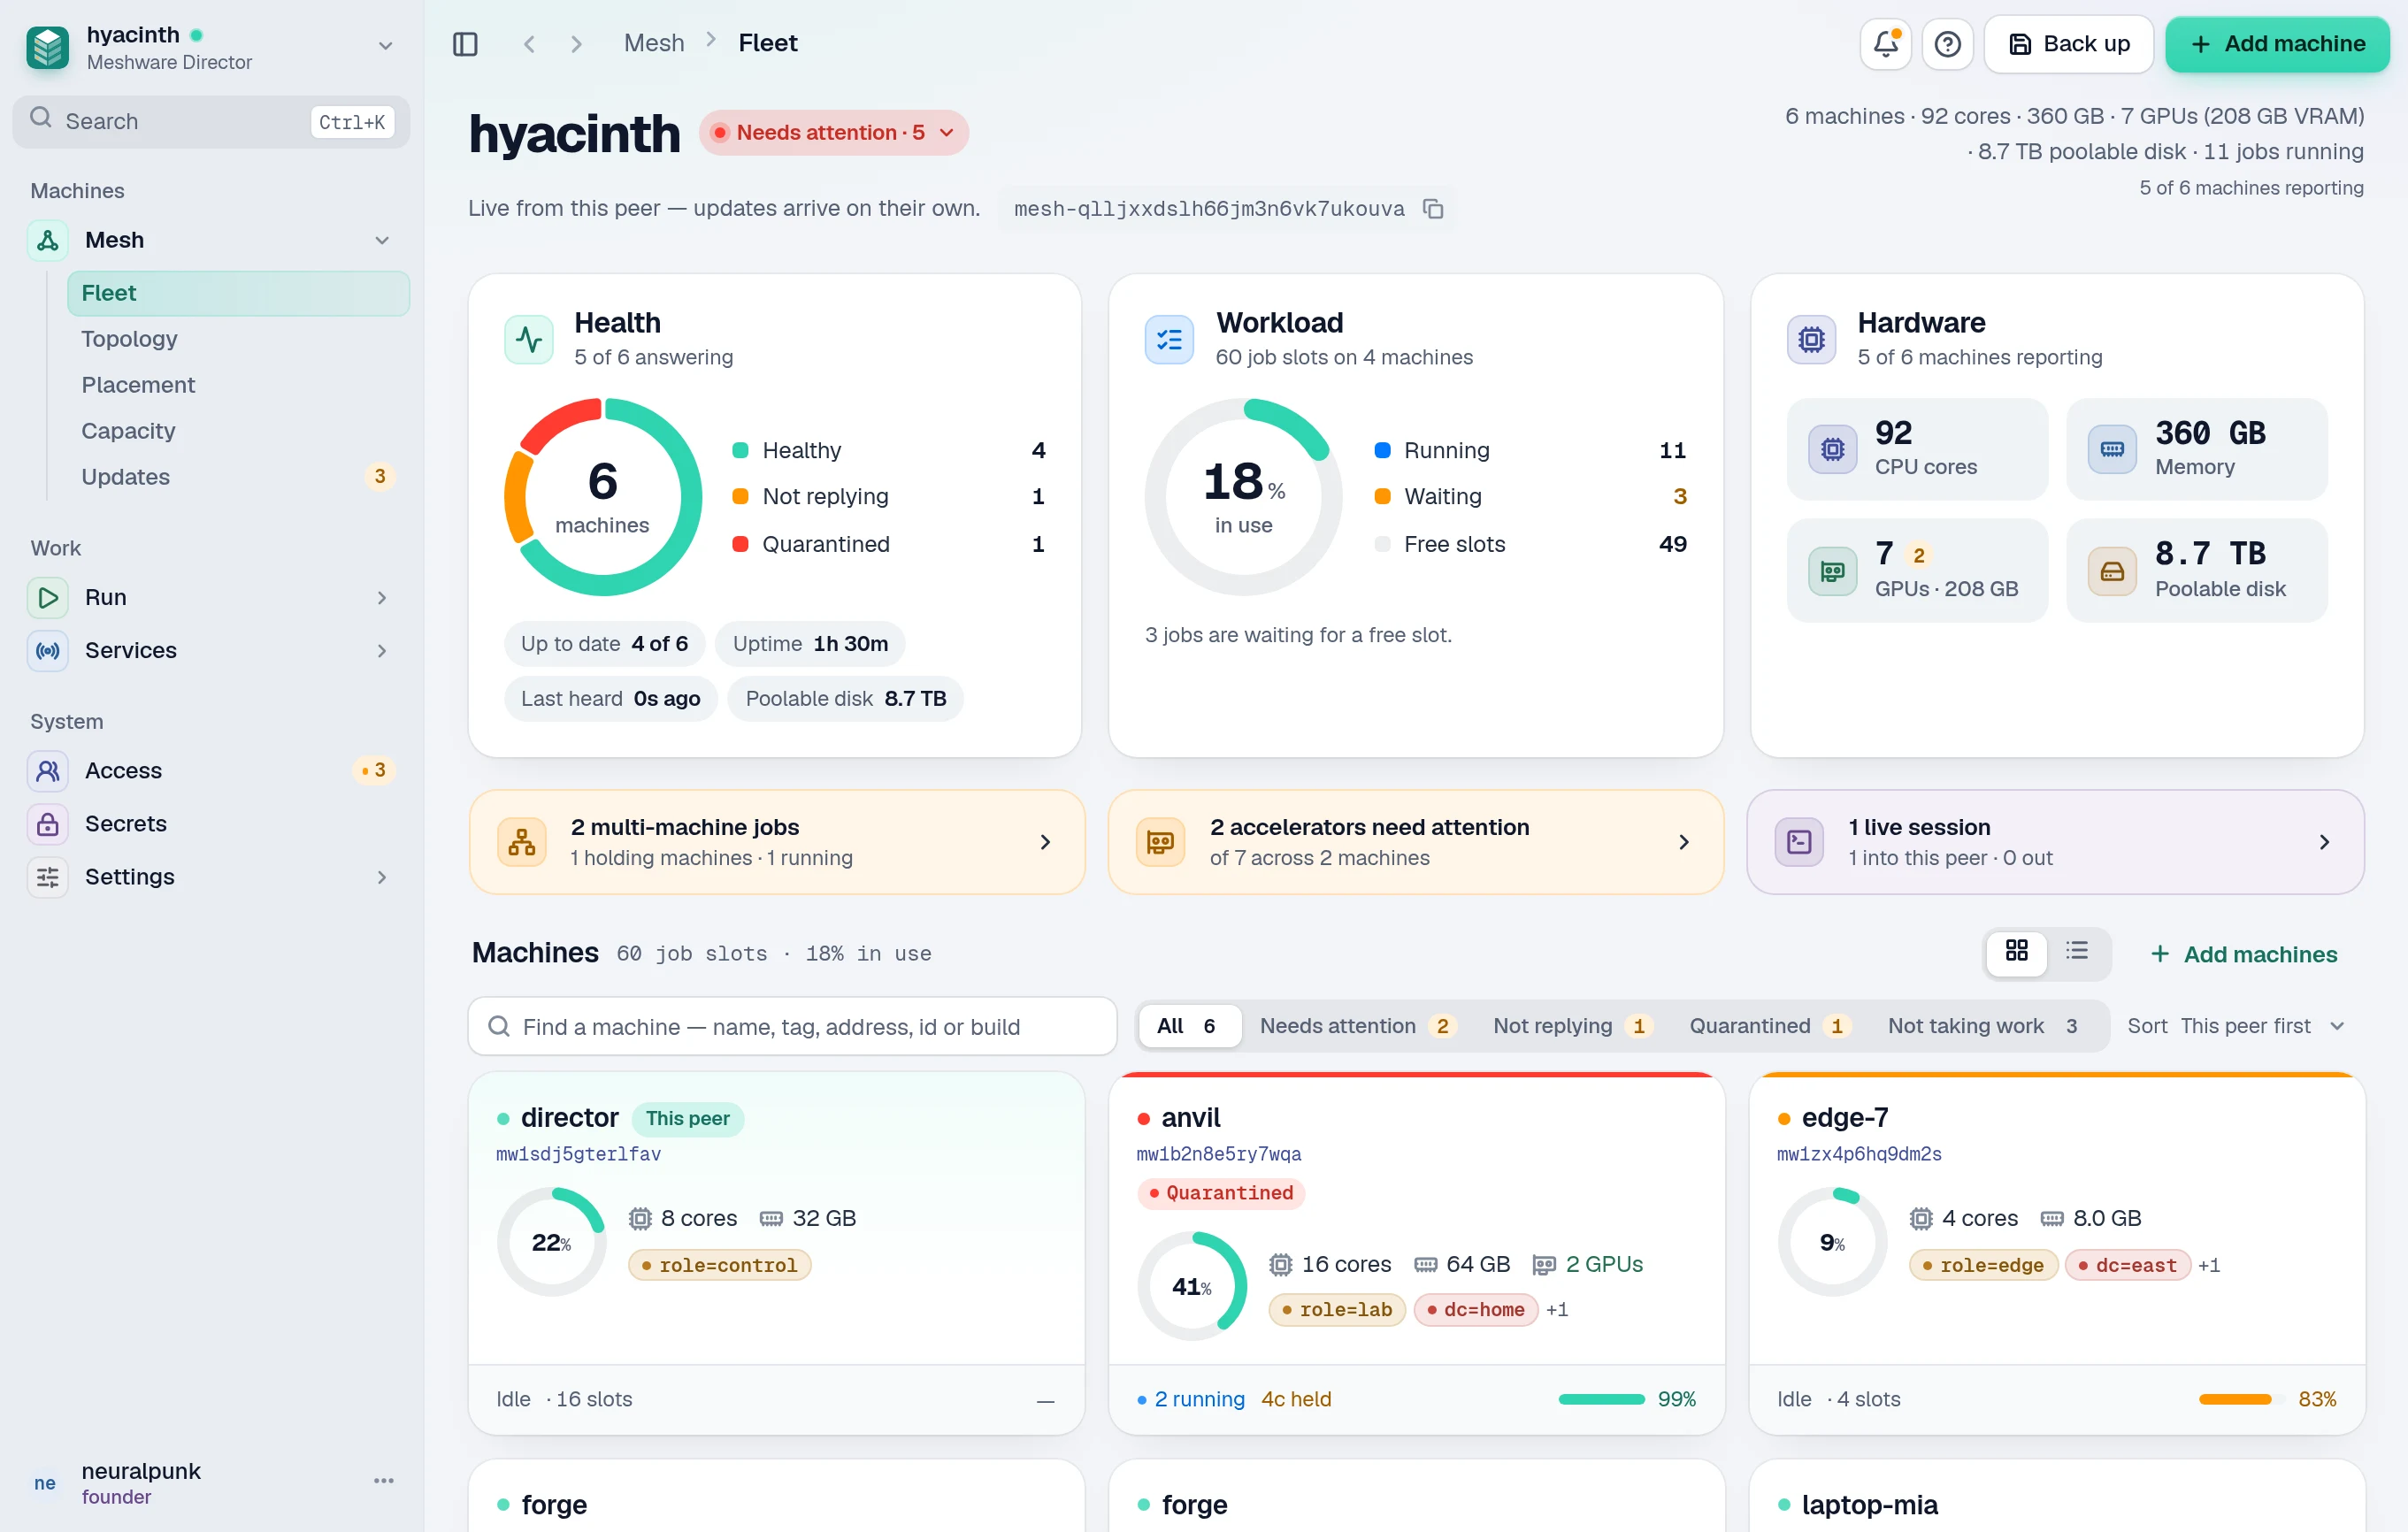 hyacinth
Meshware Director
Search
Ctrl+K
Machines
Mesh
Fleet
Topology
Placement
Capacity
Updates
3
Work
Run
Services
System
Access
3
Secrets
Settings
ne
neuralpunk
founder
Mesh
Fleet
Back up
Add machine
hyacinth
Needs attention · 5
6 machines · 92 cores · 360 GB · 7 GPUs (208 GB VRAM)
· 8.7 TB poolable disk · 11 jobs running
5 of 6 machines reporting
Live from this peer — updates arrive on their own.
mesh-qlljxxdslh66jm3n6vk7ukouva
Health
5 of 6 answering
6
machines
Healthy 4
Not replying 1
Quarantined 1
Up to date 4 of 6
Uptime 1h 30m
Last heard 0s ago
Poolable disk 8.7 TB
Workload
60 job slots on 4 machines
18%
in use
Running 11
Waiting 3
Free slots 49
3 jobs are waiting for a free slot.
Hardware
5 of 6 machines reporting
92
CPU cores
360 GB
Memory
7 2
GPUs · 208 GB
8.7 TB
Poolable disk
2 multi-machine jobs
1 holding machines · 1 running
2 accelerators need attention
of 7 across 2 machines
1 live session
1 into this peer · 0 out
Machines
60 job slots · 18% in use
Add machines
Find a machine — name, tag, address, id or build
All 6
Needs attention 2
Not replying 1
Quarantined 1
Not taking work 3
Sort This peer first
director
This peer
mw1sdj5gterlfav
22%
8 cores
32 GB
role=control
Idle · 16 slots
—
anvil
mw1b2n8e5ry7wqa
Quarantined
41%
16 cores
64 GB
2 GPUs
role=lab
dc=home
+1
2 running
4c held
99%
edge-7
mw1zx4p6hq9dm2s
9%
4 cores
8.0 GB
role=edge
dc=east
+1
Idle · 4 slots
83%
forge
forge
laptop-mia